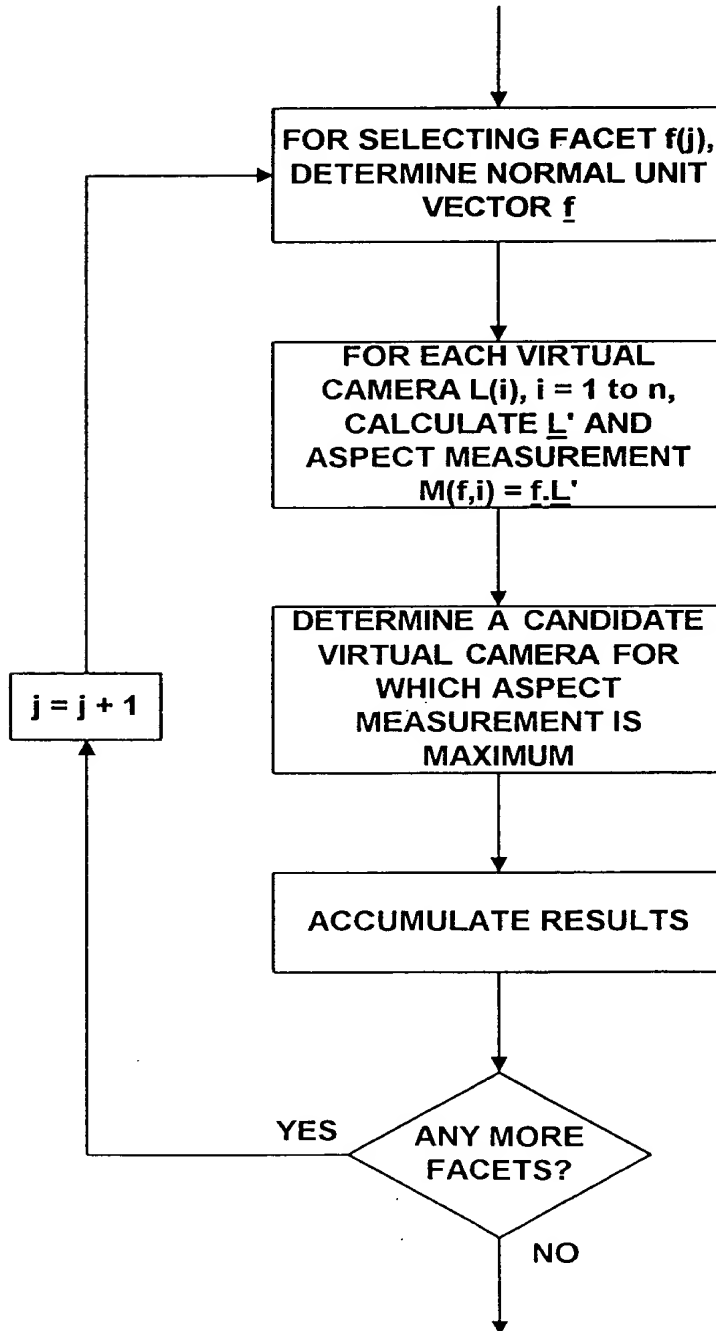 FOR SELECTING FACET f(j),
DETERMINE NORMAL UNIT
VECTOR f
FOR EACH VIRTUAL
CAMERA L(i), i = 1 to n,
CALCULATE L' AND
ASPECT MEASUREMENT
M(f,i) = f.L'
DETERMINE A CANDIDATE
VIRTUAL CAMERA FOR
WHICH ASPECT
MEASUREMENT IS
MAXIMUM
j = j + 1
ACCUMULATE RESULTS
YES
ANY MORE
FACETS?
NO